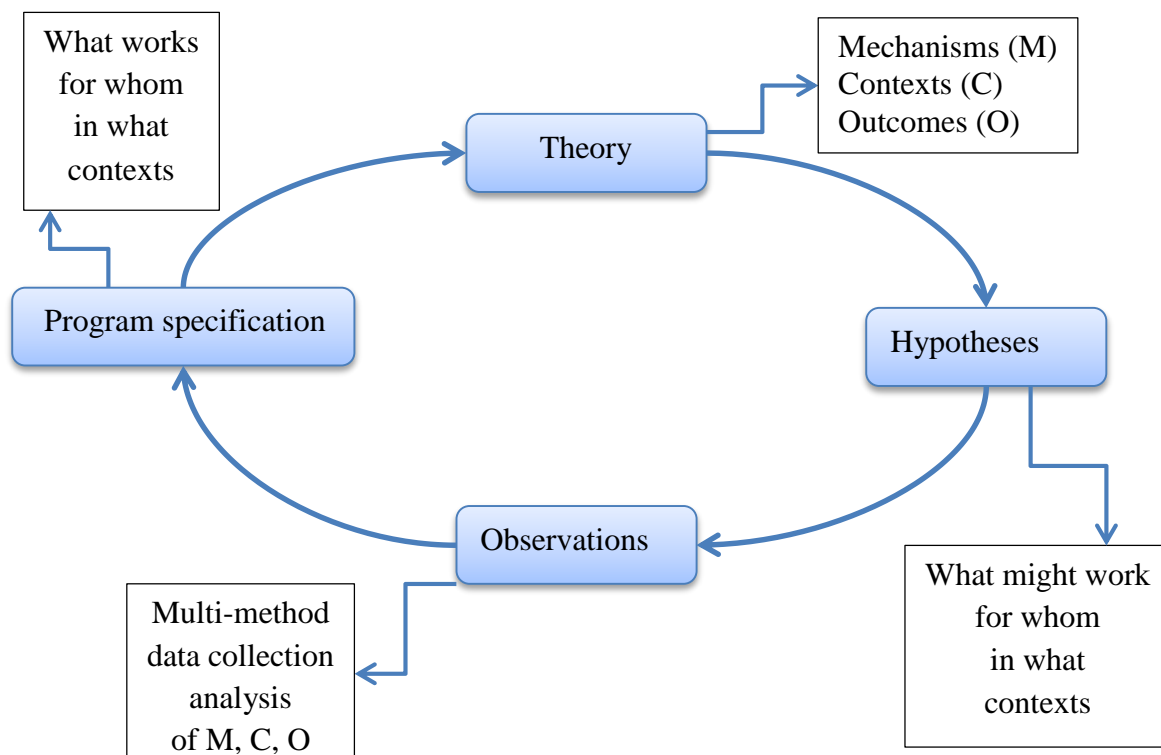 What works
for whom
in what
contexts
Mechanisms (M)
Contexts (C)
Outcomes (O)
Theory
Program specification
Hypotheses
Observations
What might work
for whom
in what
contexts
Multi-method
data collection
analysis
of M, C, O